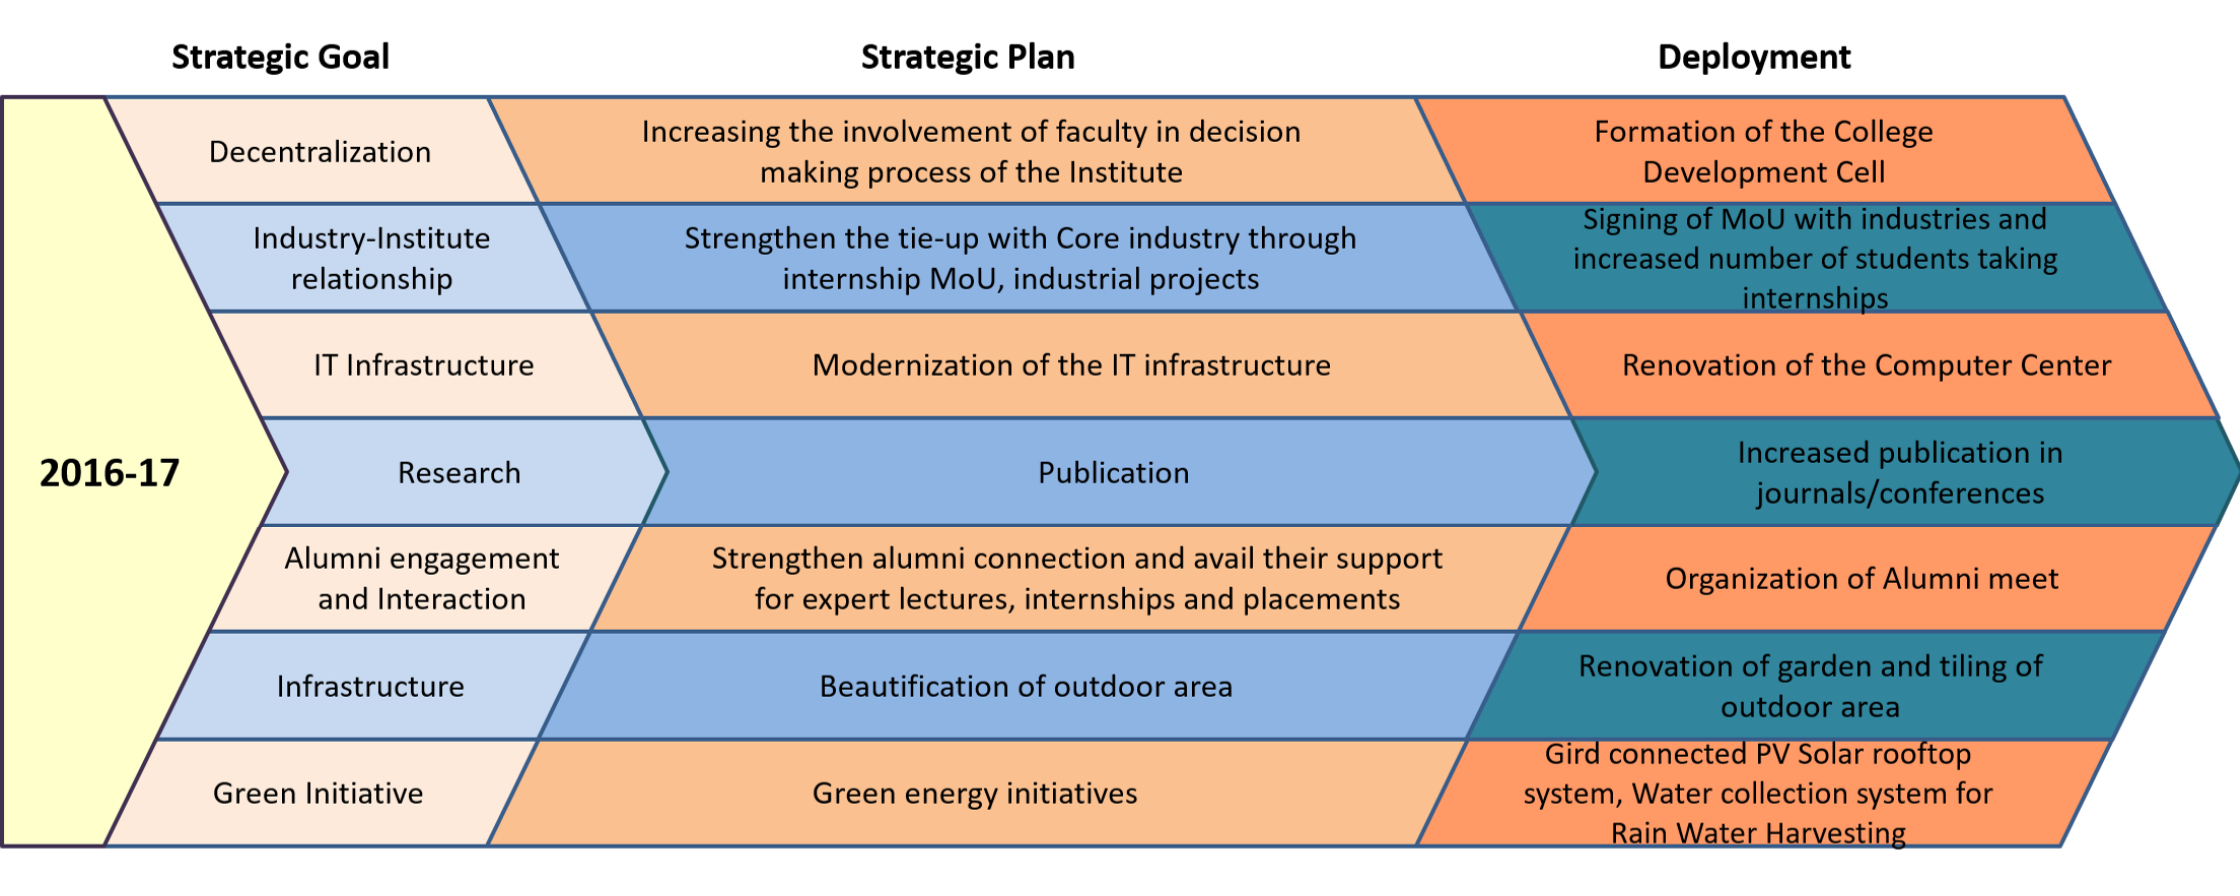 Strategic Goal
Strategic Plan
Deployment
2016-17
Decentralization
Increasing the involvement of faculty in decision
making process of the Institute
Formation of the College
Development Cell
Industry-Institute
relationship
Strengthen the tie-up with Core industry through
internship MoU, industrial projects
Signing of MoU with industries and
increased number of students taking
internships
IT Infrastructure
Modernization of the IT infrastructure
Renovation of the Computer Center
Research
Publication
Increased publication in
journals/conferences
Alumni engagement
and Interaction
Strengthen alumni connection and avail their support
for expert lectures, internships and placements
Organization of Alumni meet
Infrastructure
Beautification of outdoor area
Renovation of garden and tiling of
outdoor area
Green Initiative
Green energy initiatives
Gird connected PV Solar rooftop
system, Water collection system for
Rain Water Harvesting